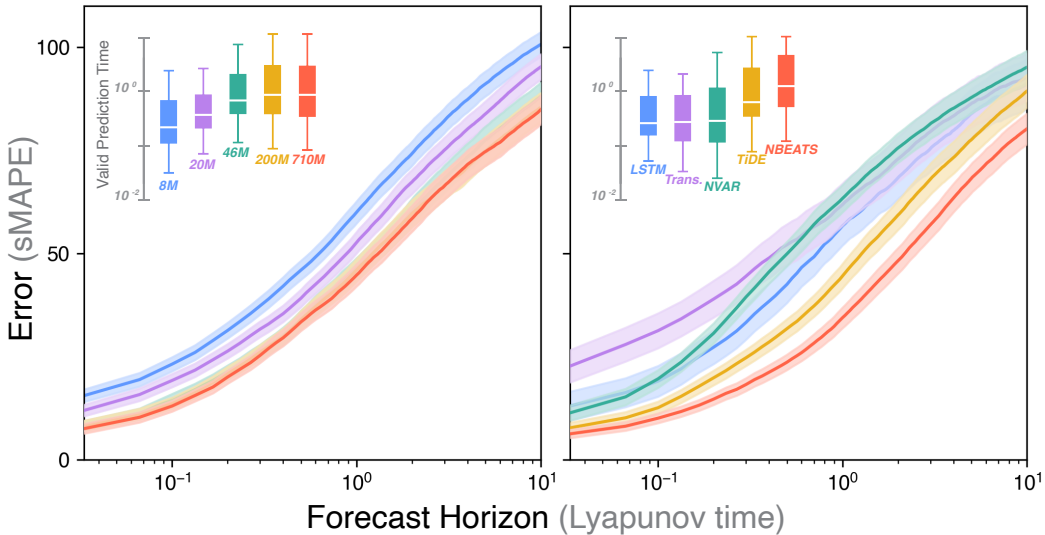 100
50
0
Error (sMAPE)
Valid Prediction Time
10⁰
10⁻²
8M
20M
46M
200M
710M
10⁻¹
10⁰
10¹
10⁰
10⁻²
LSTM
Trans.
NVAR
TiDE
NBEATS
10⁻¹
10⁰
10¹
Forecast Horizon (Lyapunov time)